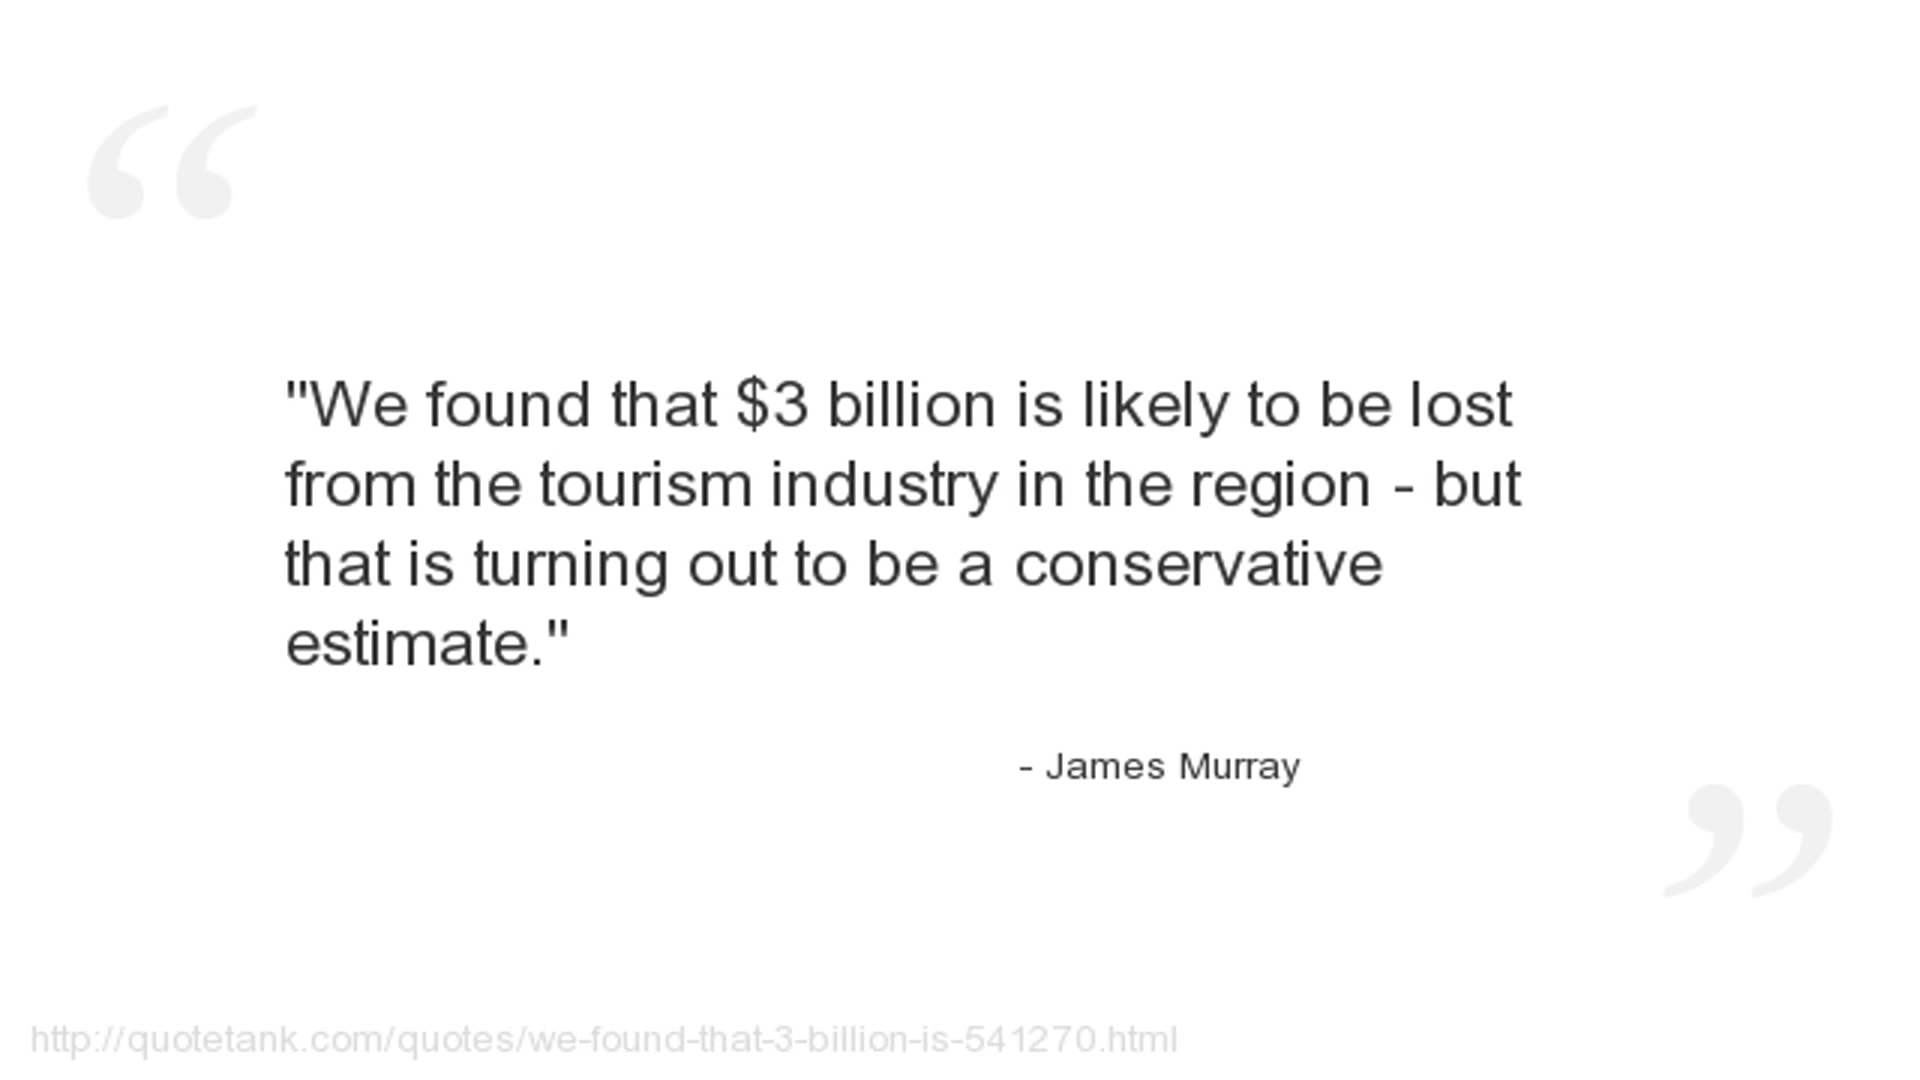 "We found that $3 billion is likely to be lost
from the tourism industry in the region - but
that is turning out to be a conservative
estimate."
- James Murray
http://quotetank.com/quotes/we-found-that-3-billion-is-541270.html